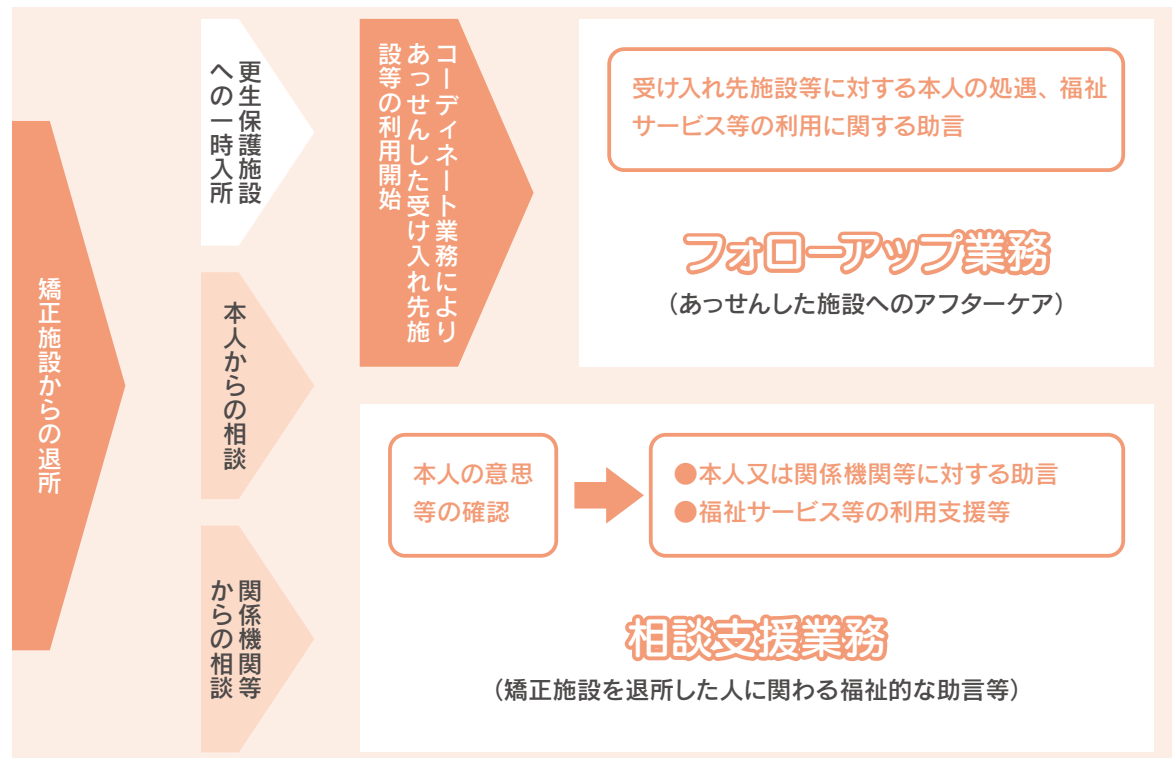 矯正施設からの退所
更生保護施設
への一時入所
コーディネート業務により
あっせんした受け入れ先施
設等の利用開始
受け入れ先施設等に対する本人の処遇、福祉
サービス等の利用に関する助言
フォローアップ業務
（あっせんした施設へのアフターケア）
本人からの相談
関係機関等
からの相談
本人の意思
等の確認
●本人又は関係機関等に対する助言
●福祉サービス等の利用支援等
相談支援業務
（矯正施設を退所した人に関わる福祉的な助言等）